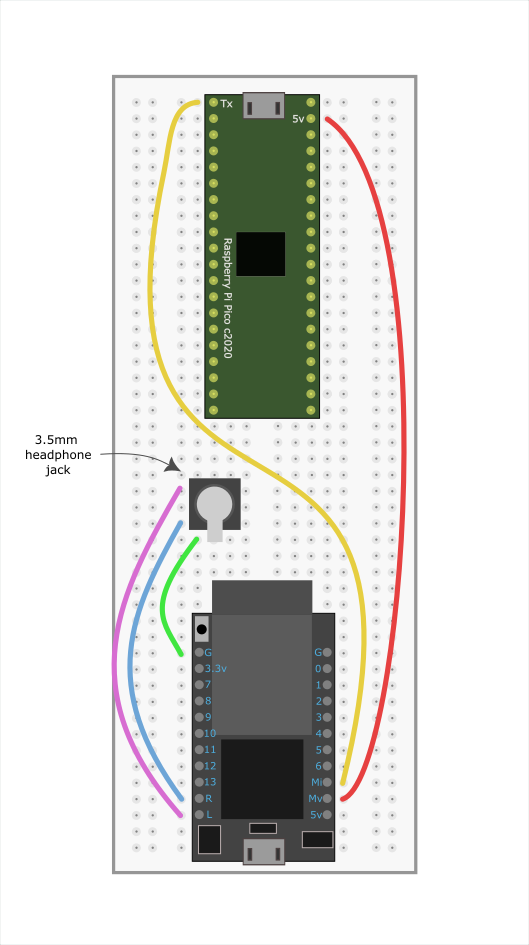 Tx
5v
Raspberry Pi Pico c2020
3.5mm
headphone
jack
G G
3.3v 0
7 1
8 2
9 3
10 4
11 5
12 6
13 Mi
R Mv
L 5v